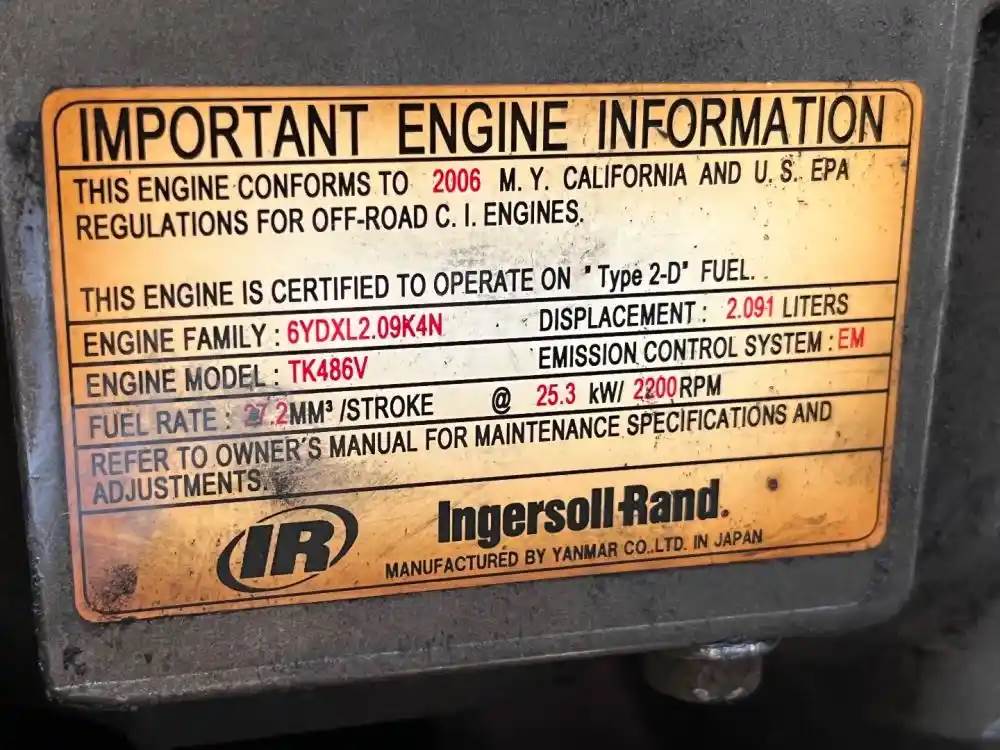 IMPORTANT ENGINE INFORMATION
THIS ENGINE CONFORMS TO 2006 M. Y. CALIFORNIA AND U. S. EPA
REGULATIONS FOR OFF-ROAD C. I. ENGINES.
THIS ENGINE IS CERTIFIED TO OPERATE ON "Type 2-D" FUEL.
ENGINE FAMILY : 6YDXL2.09K4N DISPLACEMENT : 2.091 LITERS
ENGINE MODEL : TK486V EMISSION CONTROL SYSTEM : EM
FUEL RATE : 27.2MM³ /STROKE @ 25.3 kW/ 2200RPM
REFER TO OWNER'S MANUAL FOR MAINTENANCE SPECIFICATIONS AND
ADJUSTMENTS.
IR Ingersoll-Rand.
MANUFACTURED BY YANMAR CO.,LTD. IN JAPAN